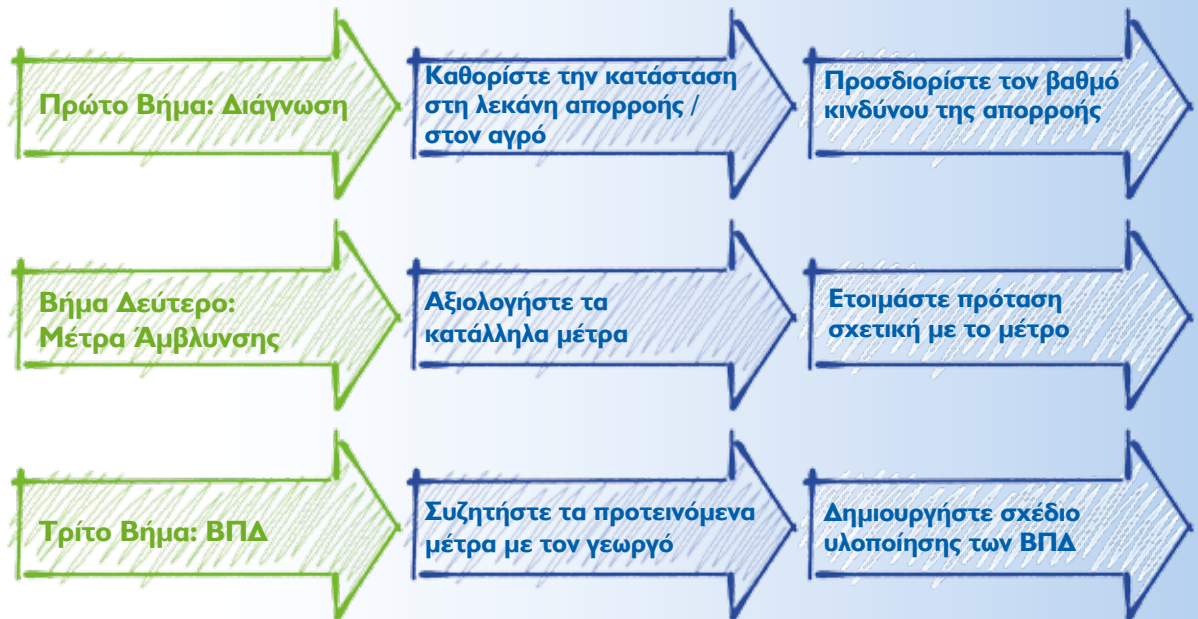 Πρώτο Βήμα: Διάγνωση
Καθορίστε την κατάσταση
στη λεκάνη απορροής /
στον αγρό
Προσδιορίστε τον βαθμό
κινδύνου της απορροής
Βήμα Δεύτερο:
Μέτρα Άμβλυνσης
Αξιολογήστε τα
κατάλληλα μέτρα
Ετοιμάστε πρόταση
σχετική με το μέτρο
Τρίτο Βήμα: ΒΠΔ
Συζητήστε τα προτεινόμενα
μέτρα με τον γεωργό
Δημιουργήστε σχέδιο
υλοποίησης των ΒΠΔ